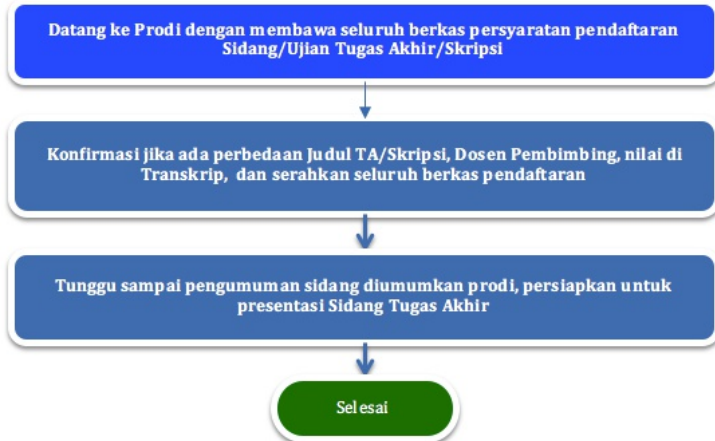 Datang ke Prodi dengan membawa seluruh berkas persyaratan pendaftaran
Sidang/Ujian Tugas Akhir/Skripsi
Konfirmasi jika ada perbedaan Judul TA/Skripsi, Dosen Pembimbing, nilai di
Transkrip, dan serahkan seluruh berkas pendaftaran
Tunggu sampai pengumuman sidang diumumkan prodi, persiapkan untuk
presentasi Sidang Tugas Akhir
Selesai